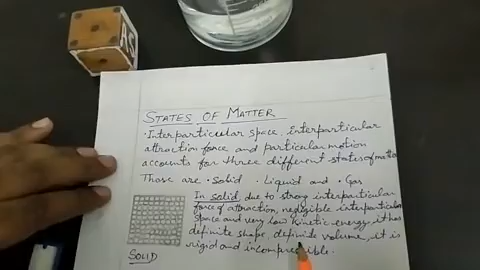 STATES OF MATTER
• Interparticular space, Interparticular
attraction force and particular motion
accounts for three different states of matter
Those are • Solid • Liquid and • Gas
In solid, due to strong interparticular
force of attraction, negligible interparticular
space and very low kinetic energy, it has
definite shape, definite volume, it is
rigid and incompressible.
SOLID
AS